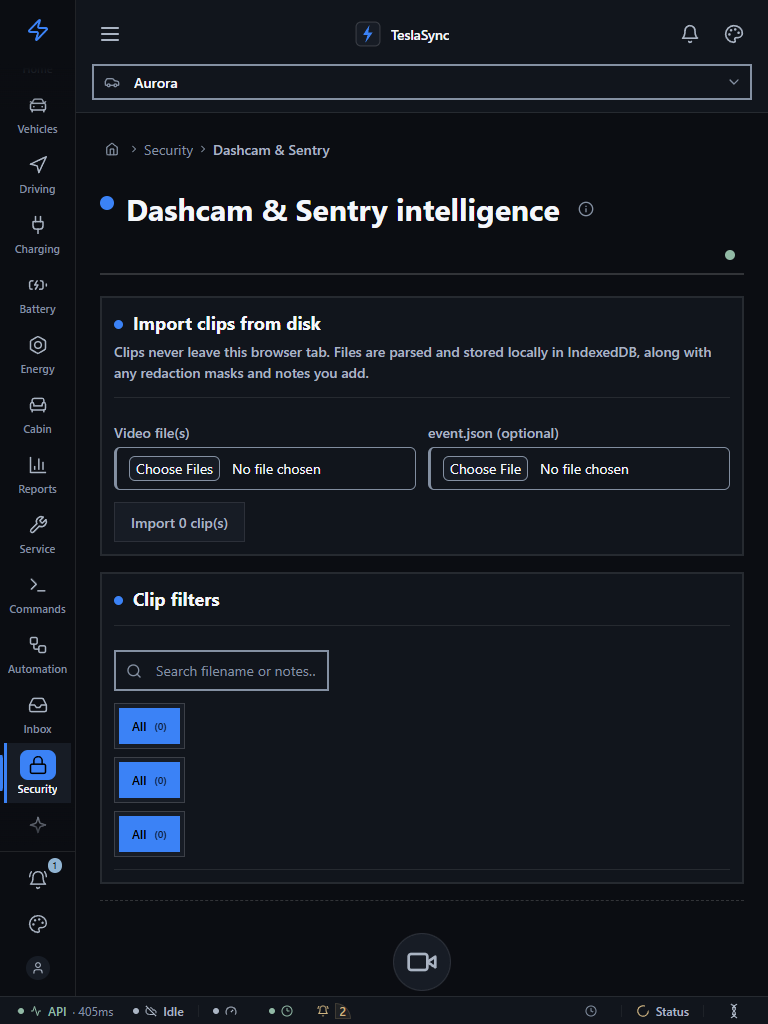 TeslaSync
Aurora
Vehicles
Driving
Charging
Battery
Energy
Cabin
Reports
Service
Commands
Automation
Inbox
Security
1
Security
Dashcam & Sentry
Dashcam & Sentry intelligence
Import clips from disk
Clips never leave this browser tab. Files are parsed and stored locally in IndexedDB, along with
any redaction masks and notes you add.
Video file(s)
event.json (optional)
Choose Files No file chosen
Choose File No file chosen
Import 0 clip(s)
Clip filters
Search filename or notes..
All (0)
All (0)
All (0)
API · 405ms
Idle
2
Status